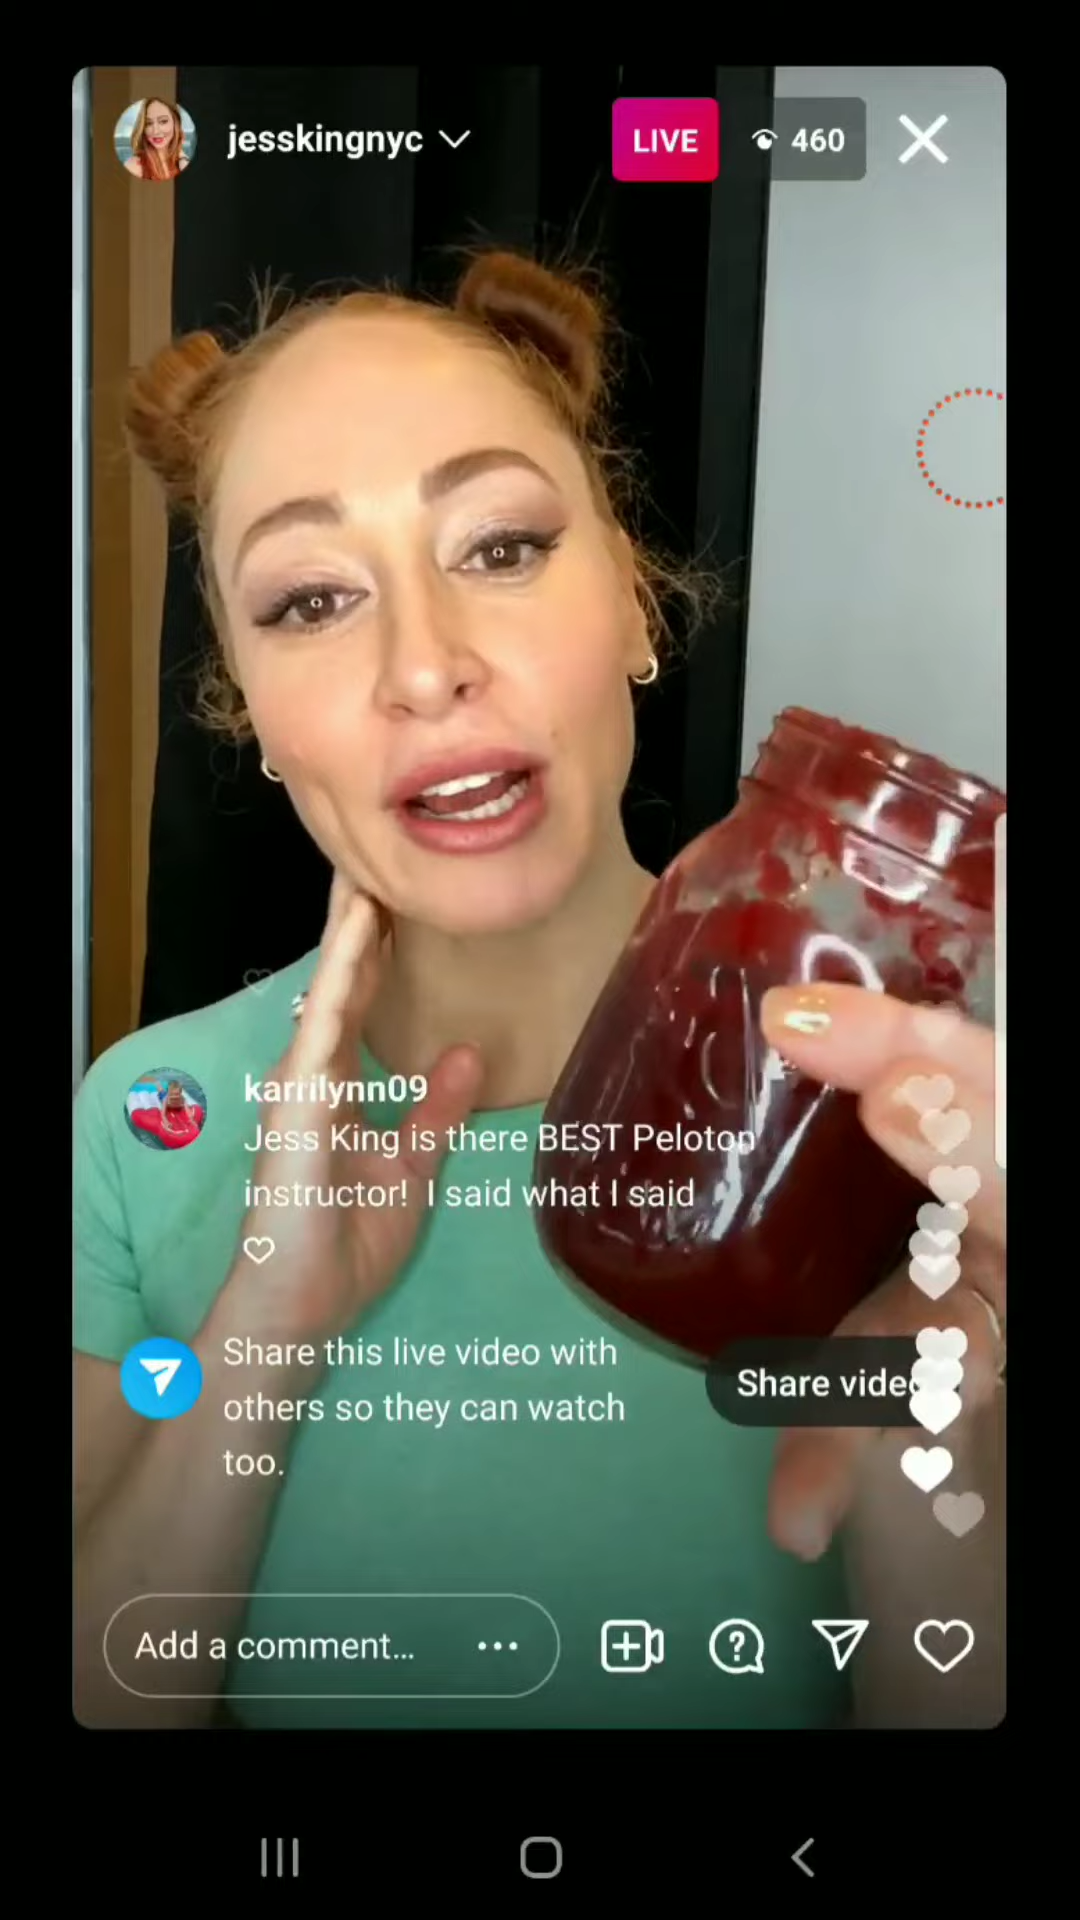 jesskingnyc
LIVE
460
karrilynn09
Jess King is there BEST Peloton
instructor! I said what I said
Share this live video with
others so they can watch
too.
Share video
Add a comment...